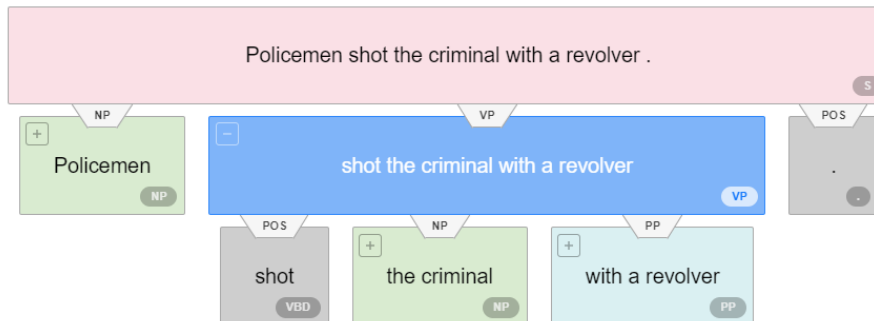 Policemen shot the criminal with a revolver .
S
NP VP POS
+ −
Policemen shot the criminal with a revolver .
NP VP .
POS NP PP
+ +
shot the criminal with a revolver
VBD NP PP